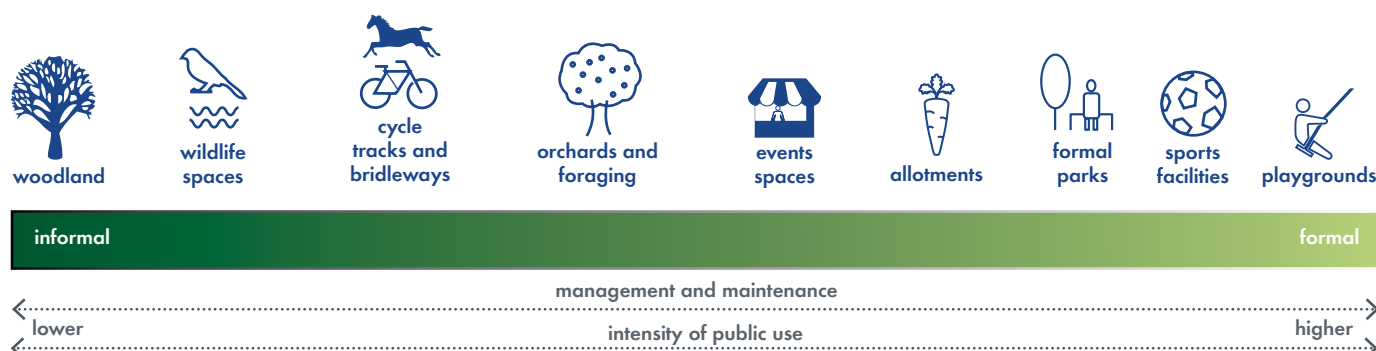 woodland
wildlife
spaces
cycle
tracks and
bridleways
orchards and
foraging
events
spaces
allotments
formal
parks
sports
facilities
playgrounds
informal
formal
management and maintenance
lower
higher
intensity of public use